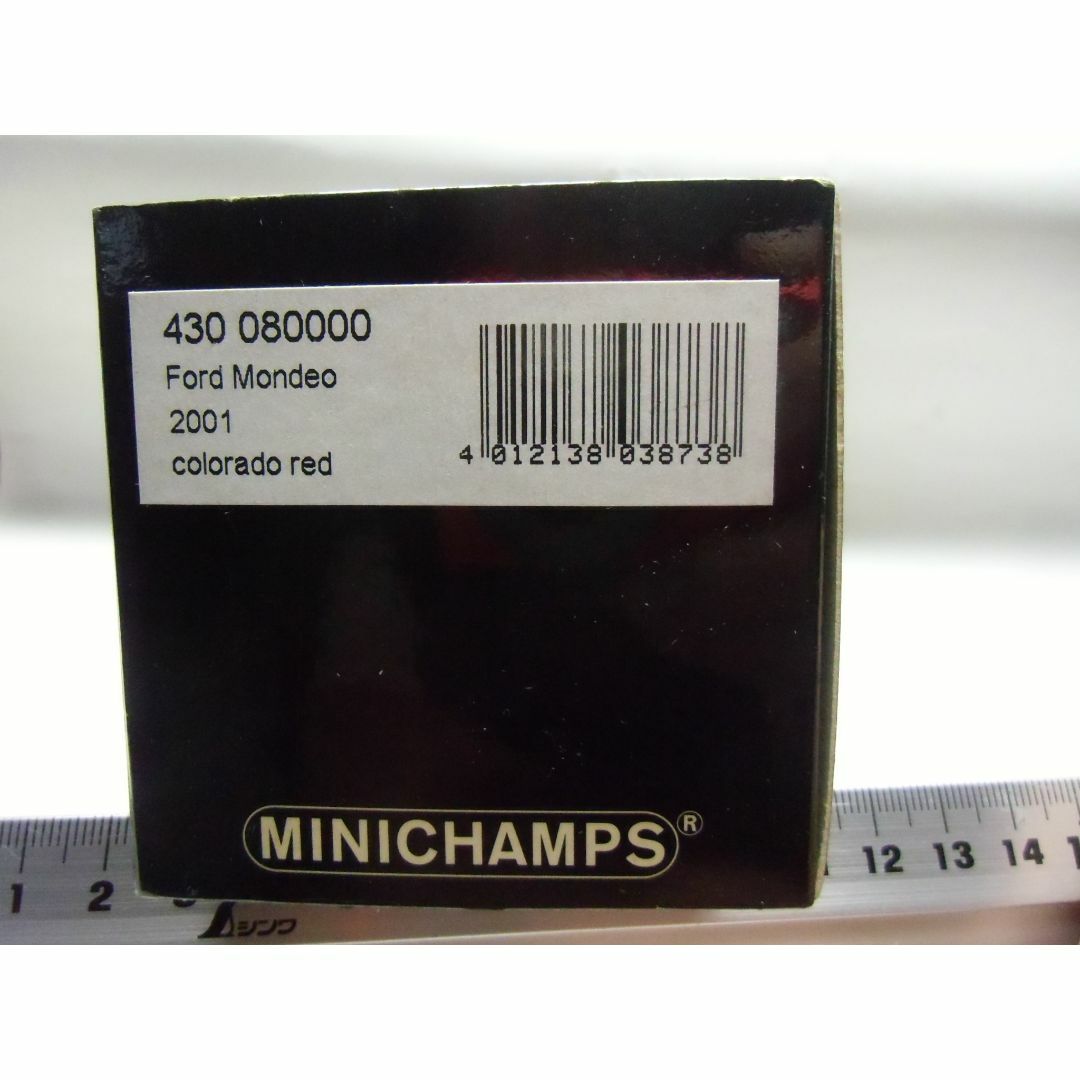 430 080000
Ford Mondeo
2001
colorado red
4 012138 038738
MINICHAMPS®
1 2 3 12 13 14 1
シンワ